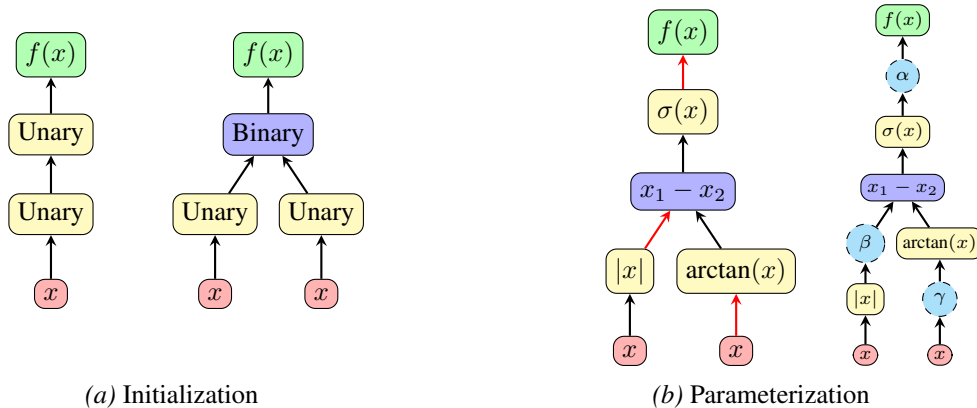 f(x)
Unary
Unary
x
f(x)
Binary
Unary Unary
x x
(a) Initialization
f(x)
σ(x)
x₁ − x₂
|x| arctan(x)
x x
f(x)
α
σ(x)
x₁ − x₂
β arctan(x)
|x| γ
x x
(b) Parameterization